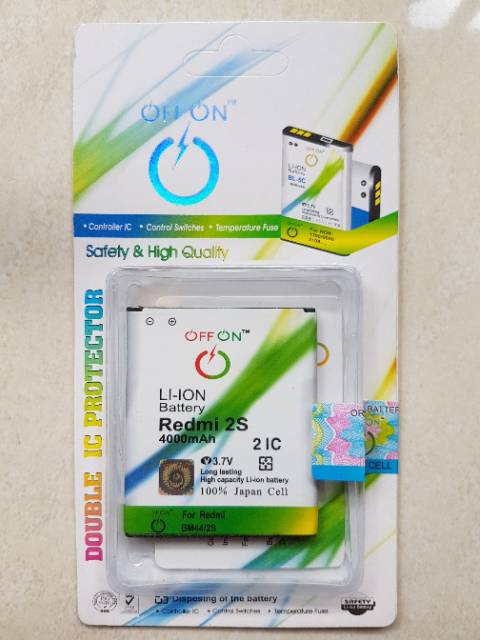 OFF ON™
LI-ION
BL-5C
• Controller IC • Control Switches • Temperature Fuse
Safety & High Quality
DOUBLE IC PROTECTOR
OFF ON™
LI-ION
Battery
Redmi 2S
4000mAh
2 IC
3.7V
Long lasting
High capacity Li-ion battery
100% Japan Cell
For Redmi
BM44/2S
BATTER
CELL
Disposing of the battery
• Controller IC • Control Switches • Temperature Fuse
SAFETY